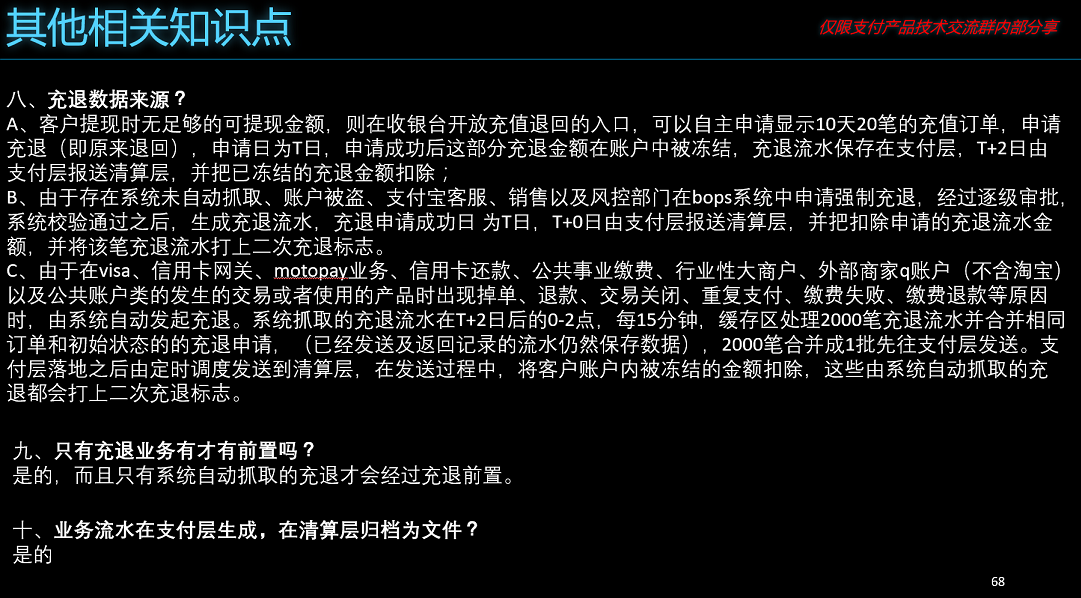 其他相关知识点
仅限支付产品技术交流群内部分享
八、充退数据来源？
A、客户提现时无足够的可提现金额，则在收银台开放充值退回的入口，可以自主申请显示10天20笔的充值订单，申请
充退（即原来退回），申请日为T日，申请成功后这部分充退金额在账户中被冻结，充退流水保存在支付层，T+2日由
支付层报送清算层，并把已冻结的充退金额扣除；
B、由于存在系统未自动抓取、账户被盗、支付宝客服、销售以及风控部门在bops系统中申请强制充退，经过逐级审批，
系统校验通过之后，生成充退流水，充退申请成功日 为T日，T+0日由支付层报送清算层，并把扣除申请的充退流水金
额，并将该笔充退流水打上二次充退标志。
C、由于在visa、信用卡网关、motopay业务、信用卡还款、公共事业缴费、行业性大商户、外部商家q账户（不含淘宝）
以及公共账户类的发生的交易或者使用的产品时出现掉单、退款、交易关闭、重复支付、缴费失败、缴费退款等原因
时，由系统自动发起充退。系统抓取的充退流水在T+2日后的0-2点，每15分钟，缓存区处理2000笔充退流水并合并相同
订单和初始状态的的充退申请，（已经发送及返回记录的流水仍然保存数据），2000笔合并成1批先往支付层发送。支
付层落地之后由定时调度发送到清算层，在发送过程中，将客户账户内被冻结的金额扣除，这些由系统自动抓取的充
退都会打上二次充退标志。
九、只有充退业务有才有前置吗？
是的，而且只有系统自动抓取的充退才会经过充退前置。
十、业务流水在支付层生成，在清算层归档为文件？
是的
68